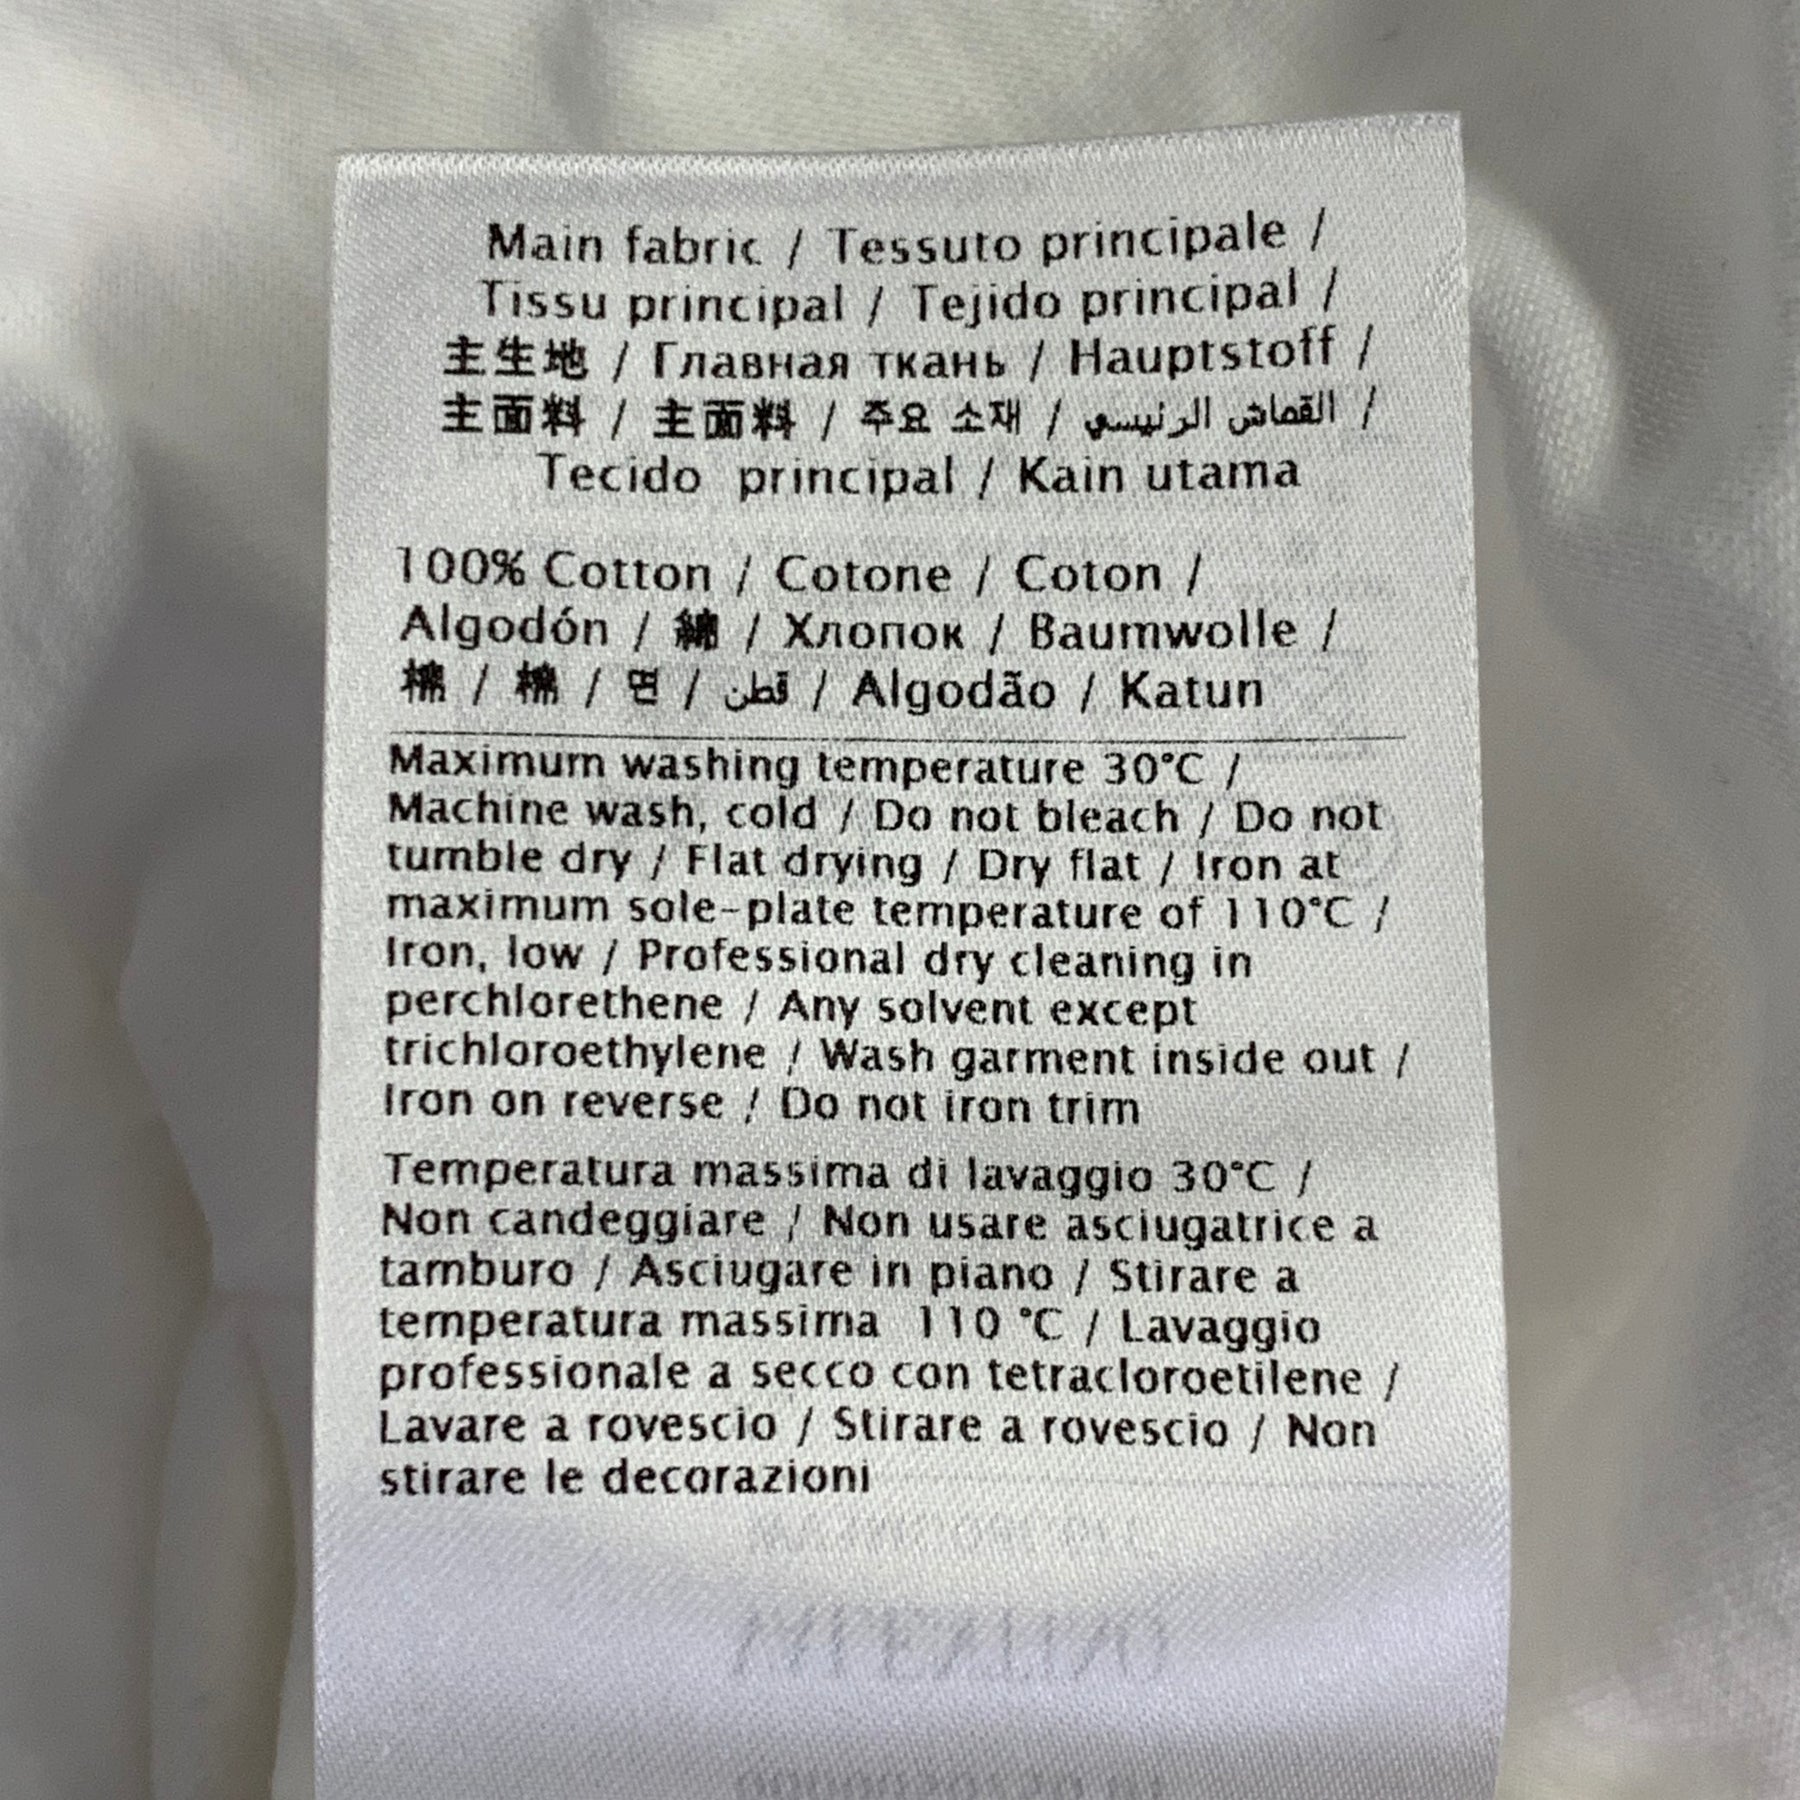 Main fabric / Tessuto principale /
Tissu principal / Tejido principal /
主生地 / Главная ткань / Hauptstoff /
主面料 / 主面料 / 주요 소재 / القماش الرئيسي /
Tecido principal / Kain utama
100% Cotton / Cotone / Coton /
Algodón / 綿 / Хлопок / Baumwolle /
棉 / 棉 / 면 / قطن / Algodão / Katun
Maximum washing temperature 30°C /
Machine wash, cold / Do not bleach / Do not
tumble dry / Flat drying / Dry flat / Iron at
maximum sole-plate temperature of 110°C /
Iron, low / Professional dry cleaning in
perchlorethene / Any solvent except
trichloroethylene / Wash garment inside out /
Iron on reverse / Do not iron trim
Temperatura massima di lavaggio 30°C /
Non candeggiare / Non usare asciugatrice a
tamburo / Asciugare in piano / Stirare a
temperatura massima 110 °C / Lavaggio
professionale a secco con tetracloroetilene /
Lavare a rovescio / Stirare a rovescio / Non
stirare le decorazioni